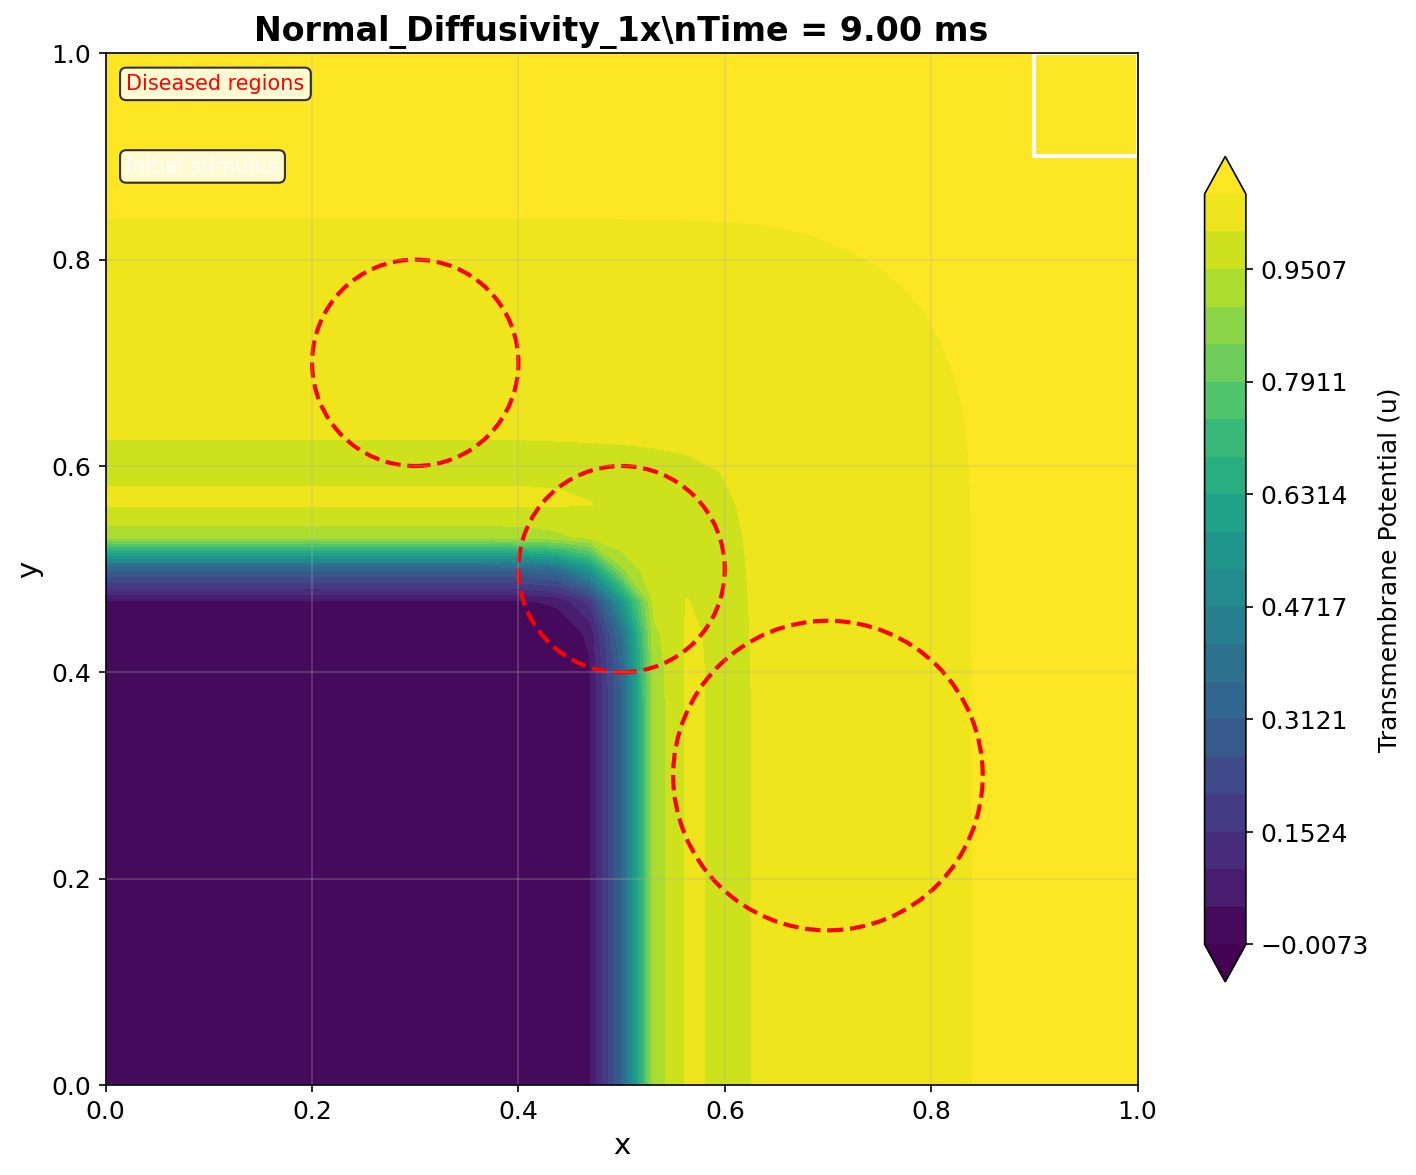 Normal_Diffusivity_1x\nTime = 9.00 ms
Diseased regions
Initial stimulus
1.0
0.8
0.6
0.4
0.2
0.0
y
0.0 0.2 0.4 0.6 0.8 1.0
x
0.9507
0.7911
0.6314
0.4717
0.3121
0.1524
−0.0073
Transmembrane Potential (u)